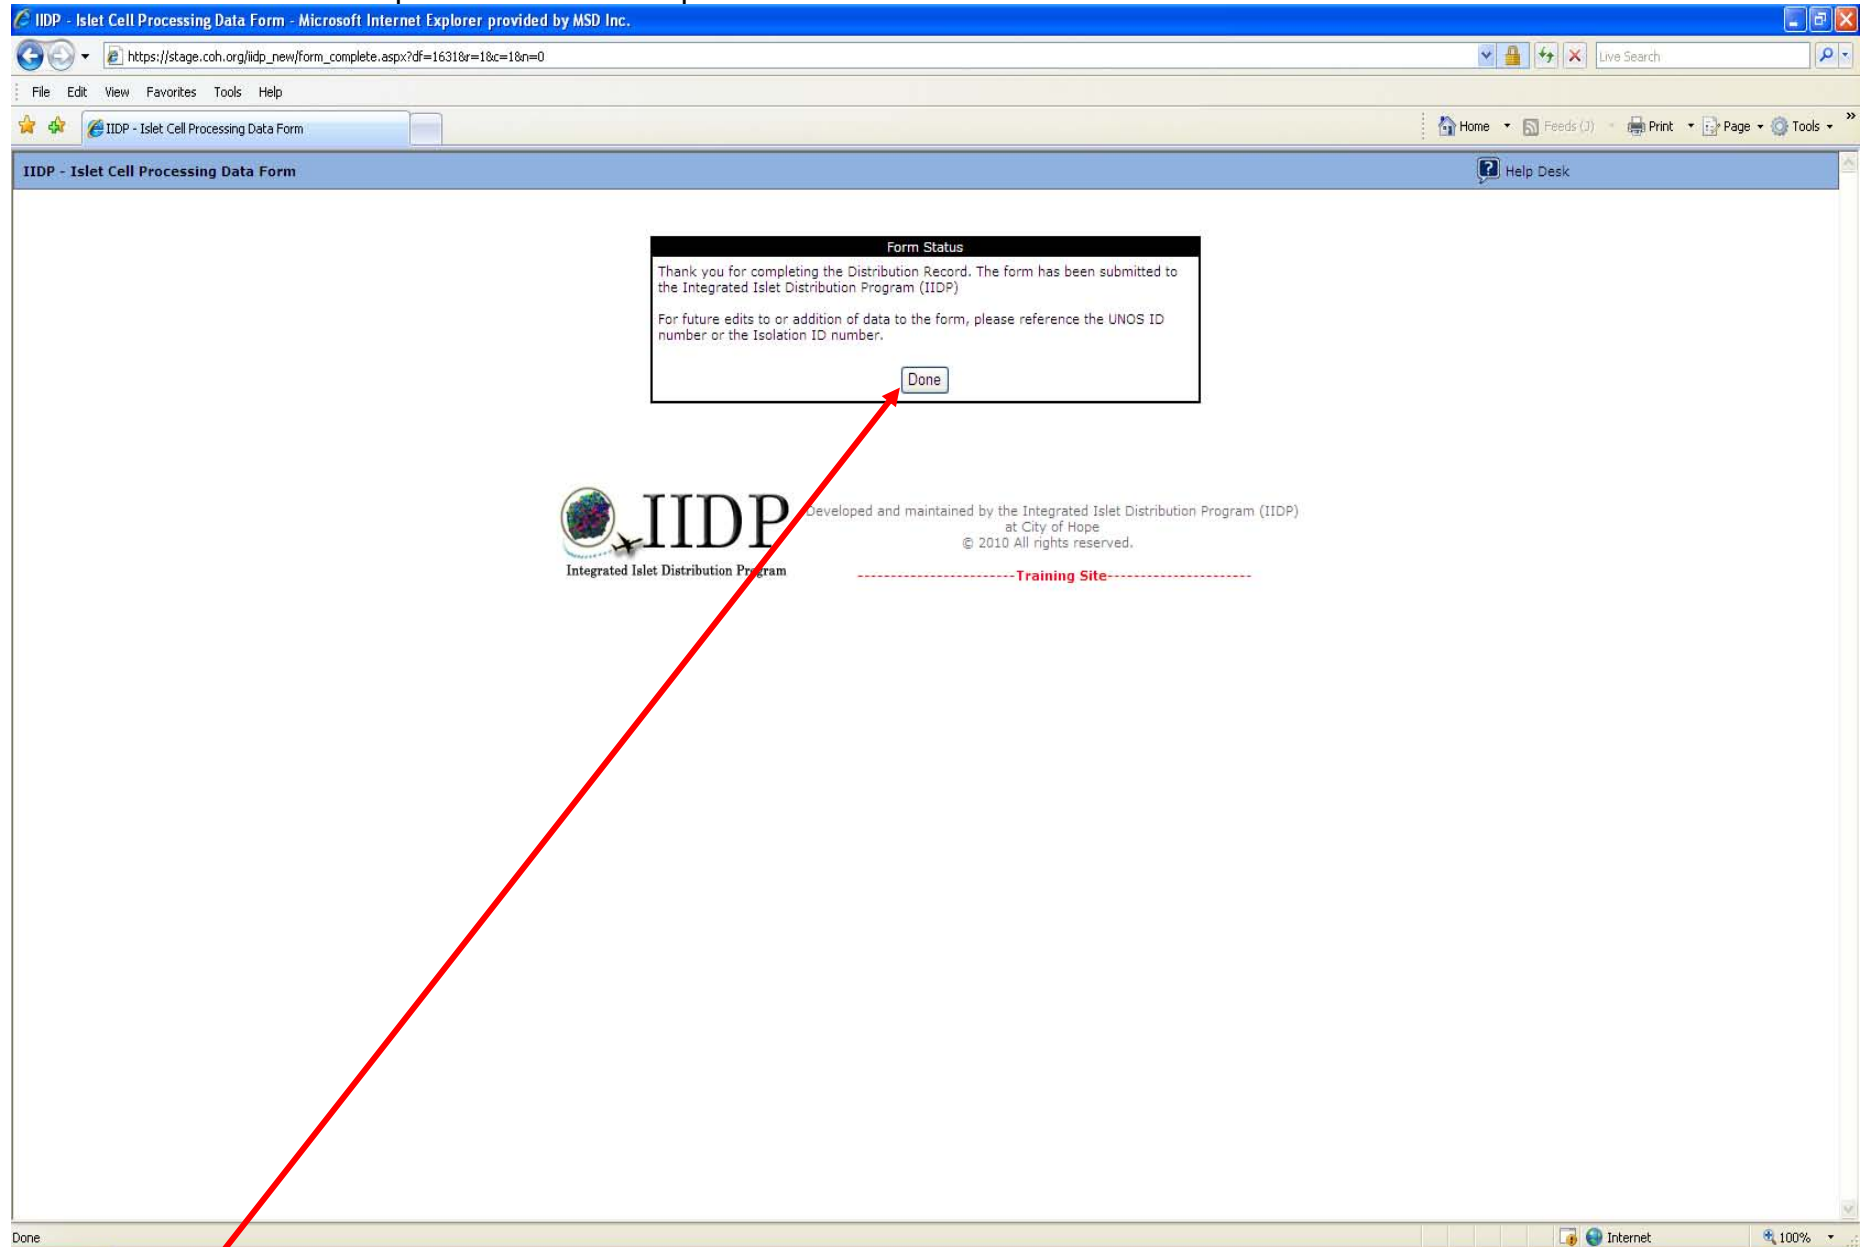 IIDP - Islet Cell Processing Data Form - Microsoft Internet Explorer provided by MSD Inc.
https://stage.coh.org/iidp_new/form_complete.aspx?df=1631&r=1&c=1&n=0
Live Search
File Edit View Favorites Tools Help
IIDP - Islet Cell Processing Data Form
Home Feeds (J) Print Page Tools »
IIDP - Islet Cell Processing Data Form
Help Desk
Form Status
Thank you for completing the Distribution Record. The form has been submitted to
the Integrated Islet Distribution Program (IIDP)
For future edits to or addition of data to the form, please reference the UNOS ID
number or the Isolation ID number.
Done
IIDP
Integrated Islet Distribution Program
Developed and maintained by the Integrated Islet Distribution Program (IIDP)
at City of Hope
© 2010 All rights reserved.
------------------------Training Site----------------------
Done
Internet
100%